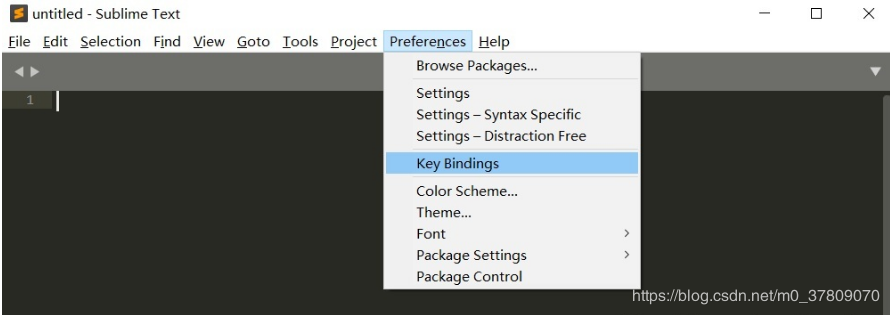 untitled - Sublime Text
File Edit Selection Find View Goto Tools Project Preferences Help
Browse Packages...
1
Settings
Settings – Syntax Specific
Settings – Distraction Free
Key Bindings
Color Scheme...
Theme...
Font
Package Settings
Package Control
https://blog.csdn.net/m0_37809070